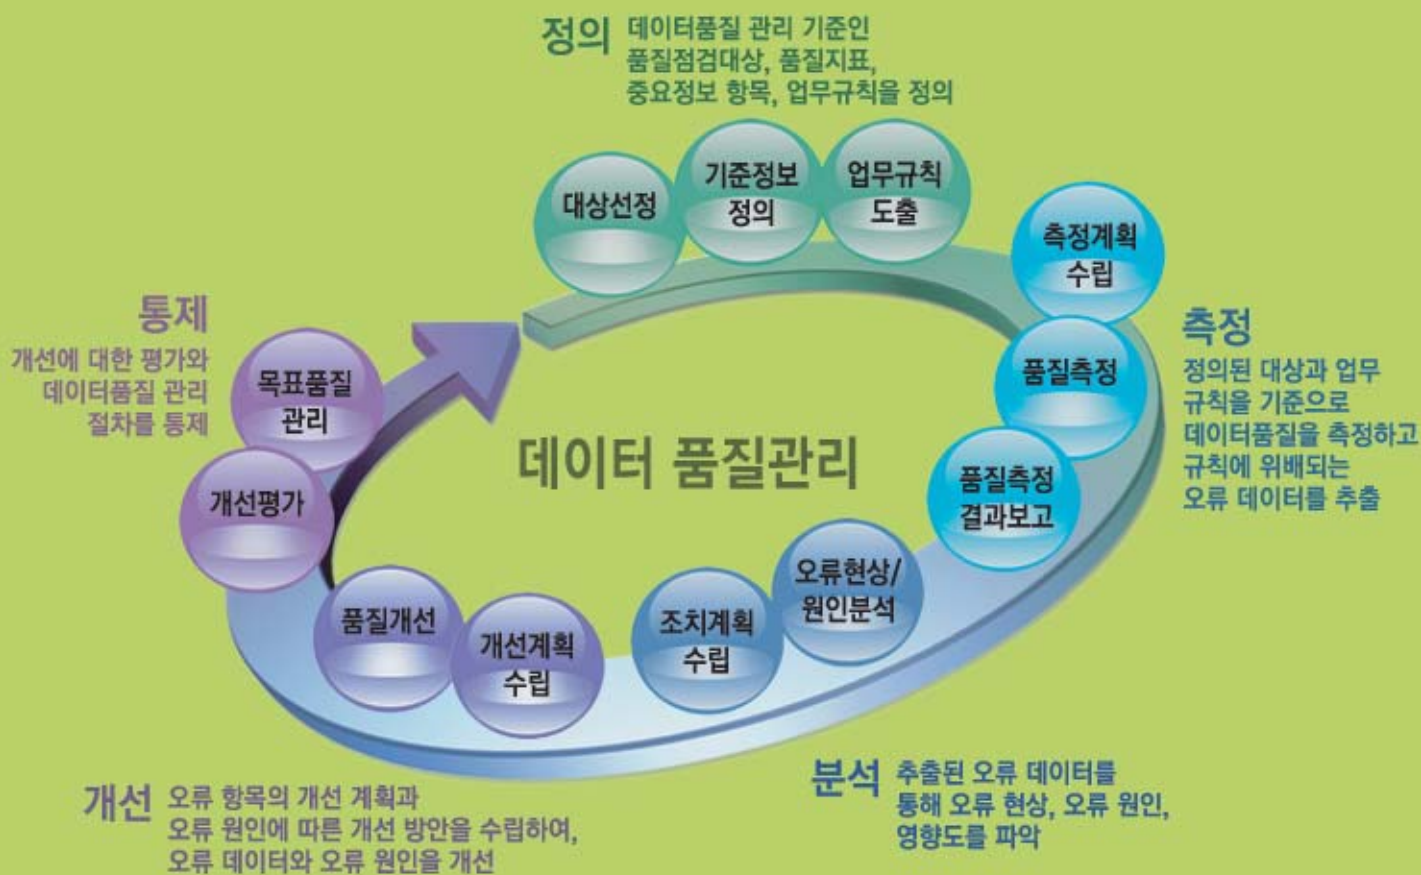 정의
데이터품질 관리 기준인
품질점검대상, 품질지표,
중요정보 항목, 업무규칙을 정의
대상선정
기준정보
정의
업무규칙
도출
측정계획
수립
품질측정
품질측정
결과보고
측정
정의된 대상과 업무
규칙을 기준으로
데이터품질을 측정하고
규칙에 위배되는
오류 데이터를 추출
데이터 품질관리
오류현상/
원인분석
조치계획
수립
분석
추출된 오류 데이터를
통해 오류 현상, 오류 원인,
영향도를 파악
개선계획
수립
품질개선
개선
오류 항목의 개선 계획과
오류 원인에 따른 개선 방안을 수립하여,
오류 데이터와 오류 원인을 개선
개선평가
목표품질
관리
통제
개선에 대한 평가와
데이터품질 관리
절차를 통제